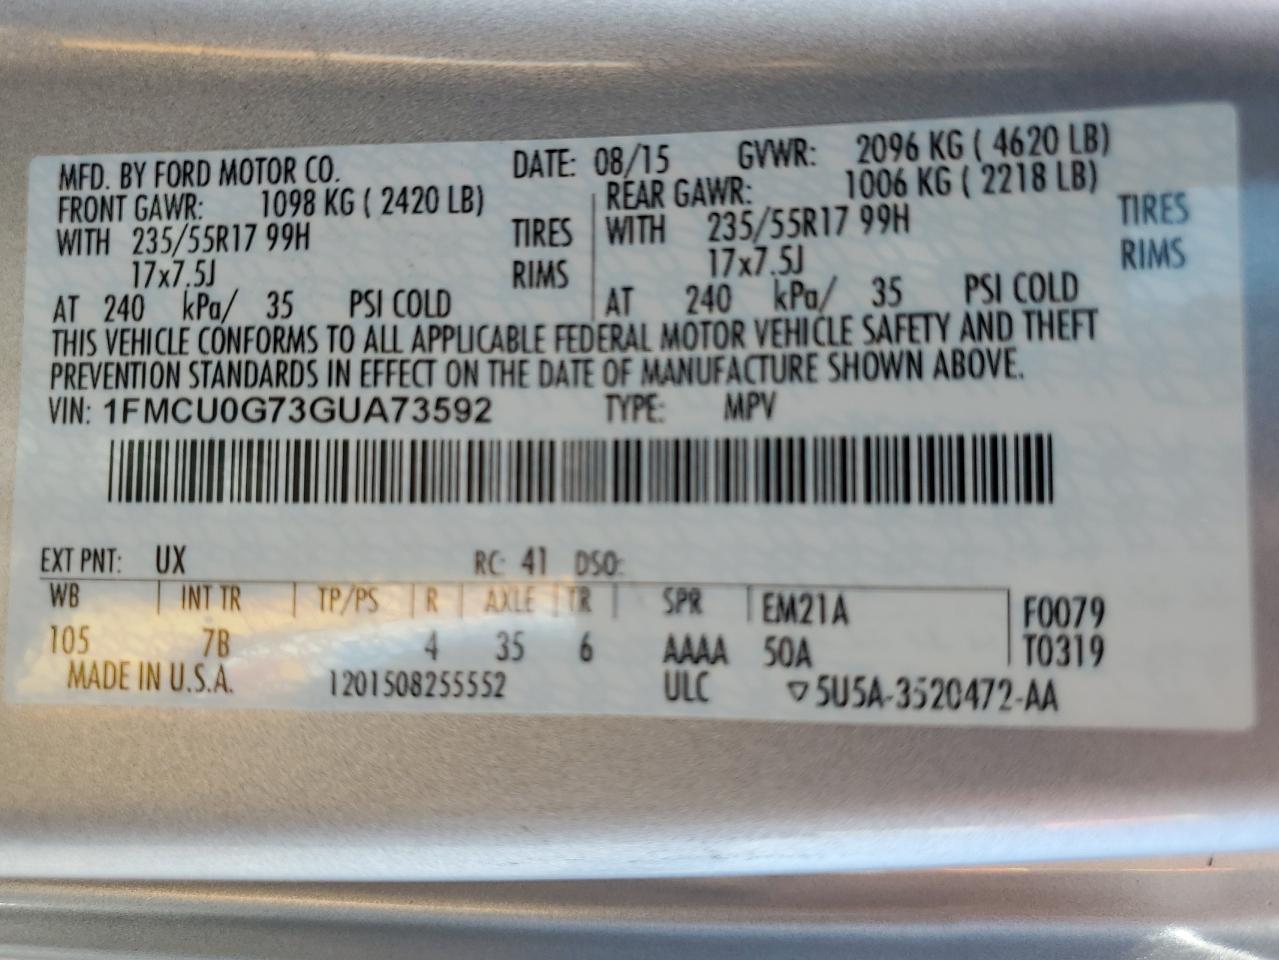 MFD. BY FORD MOTOR CO. DATE: 08/15 GVWR: 2096 KG ( 4620 LB)
FRONT GAWR: 1098 KG ( 2420 LB) REAR GAWR: 1006 KG ( 2218 LB)
WITH 235/55R17 99H TIRES WITH 235/55R17 99H TIRES
17x7.5J RIMS 17x7.5J RIMS
AT 240 kPa/ 35 PSI COLD AT 240 kPa/ 35 PSI COLD
THIS VEHICLE CONFORMS TO ALL APPLICABLE FEDERAL MOTOR VEHICLE SAFETY AND THEFT
PREVENTION STANDARDS IN EFFECT ON THE DATE OF MANUFACTURE SHOWN ABOVE.
VIN: 1FMCU0G73GUA73592 TYPE: MPV
EXT PNT: UX RC: 41 DSO:
WB INT TR TP/PS R AXLE TR SPR EM21A F0079
105 7B 4 35 6 AAAA 50A T0319
MADE IN U.S.A. 1201508255552 ULC ▽5U5A-3520472-AA